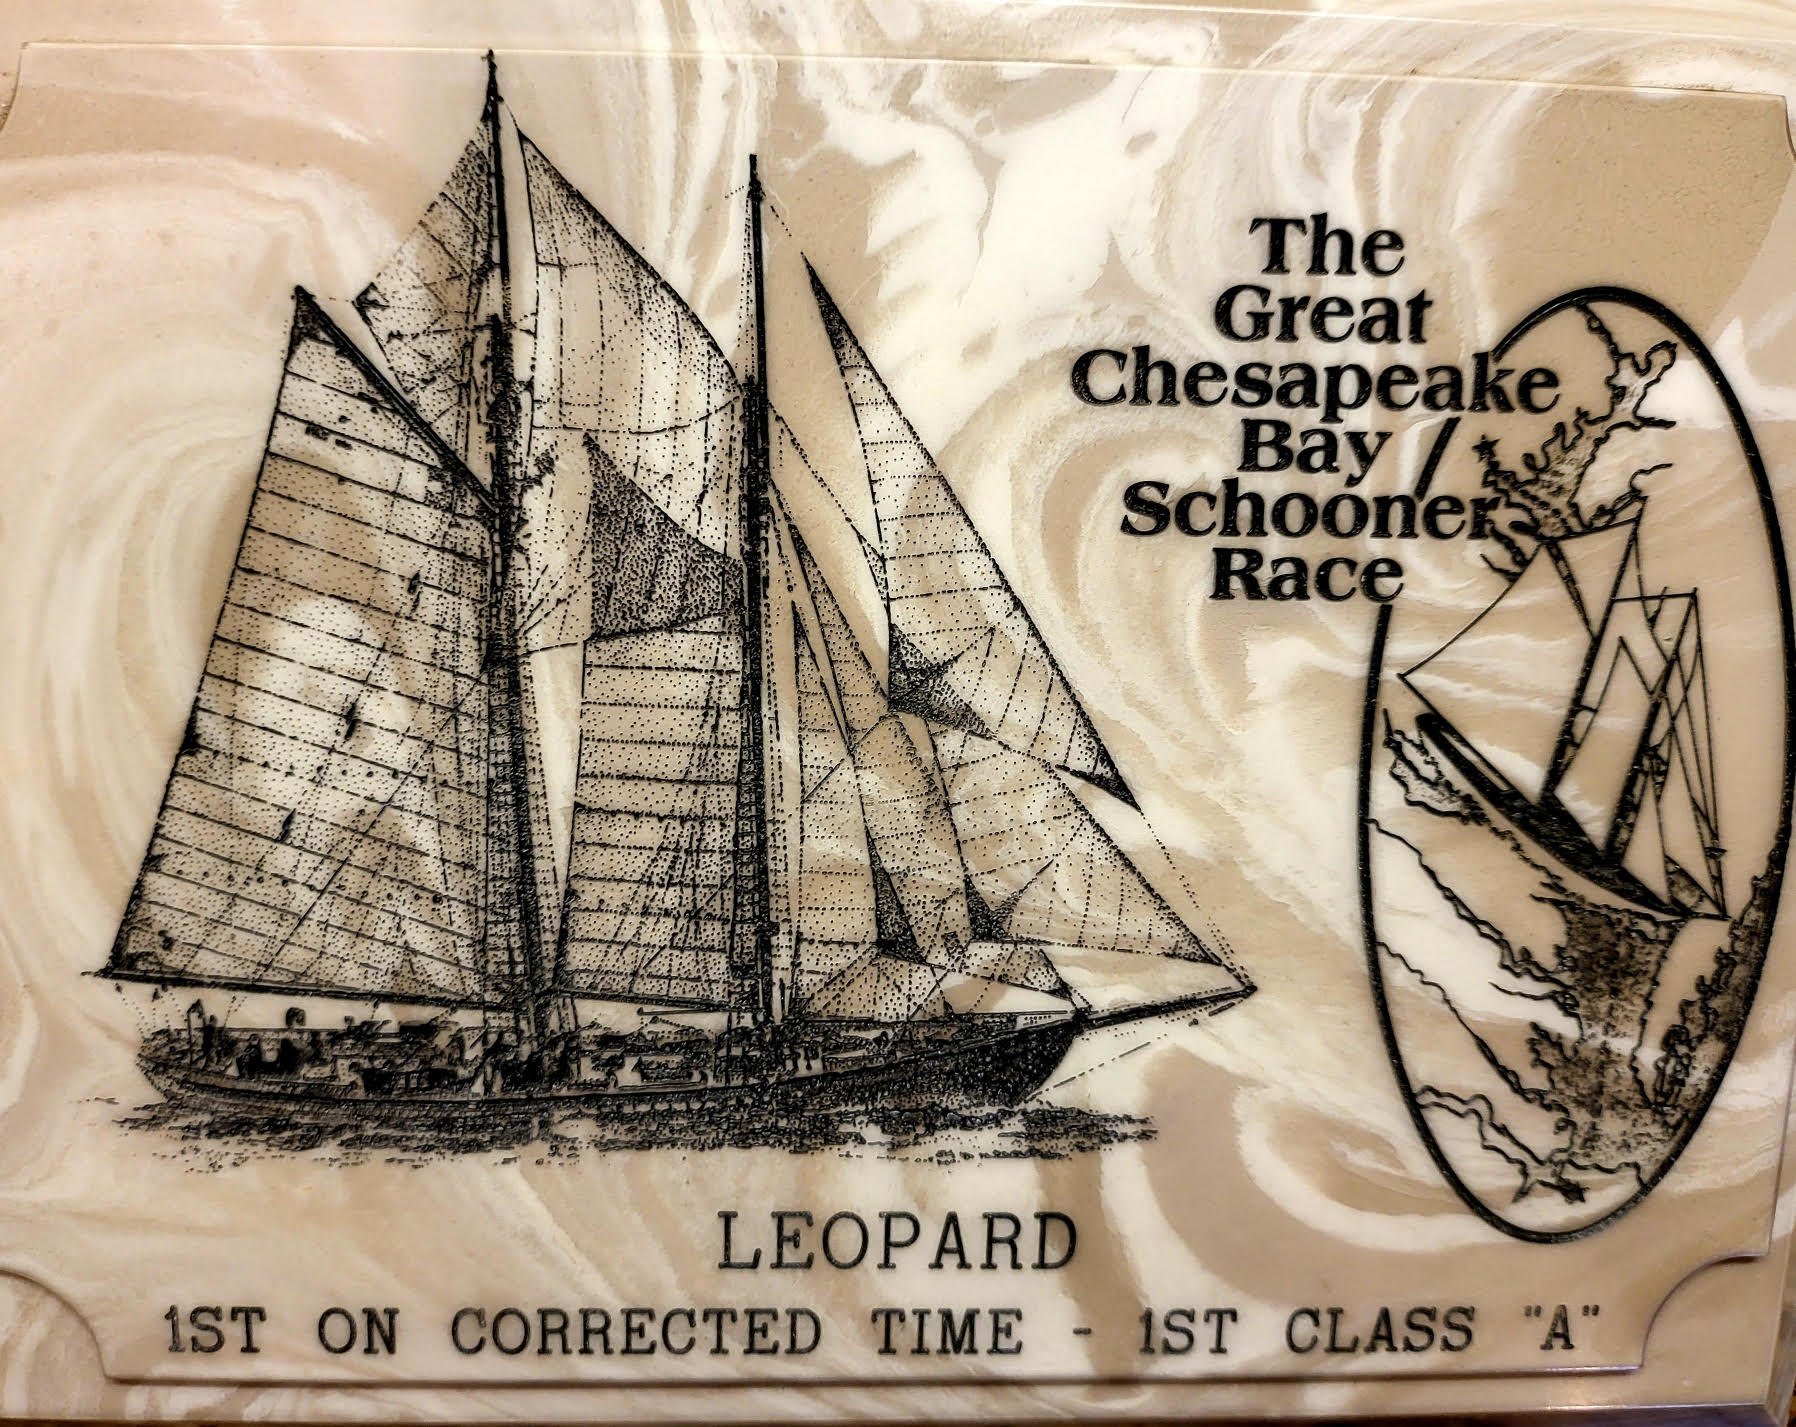 The
Great
Chesapeake
Bay
Schooner
Race
LEOPARD
1ST ON CORRECTED TIME - 1ST CLASS "A"